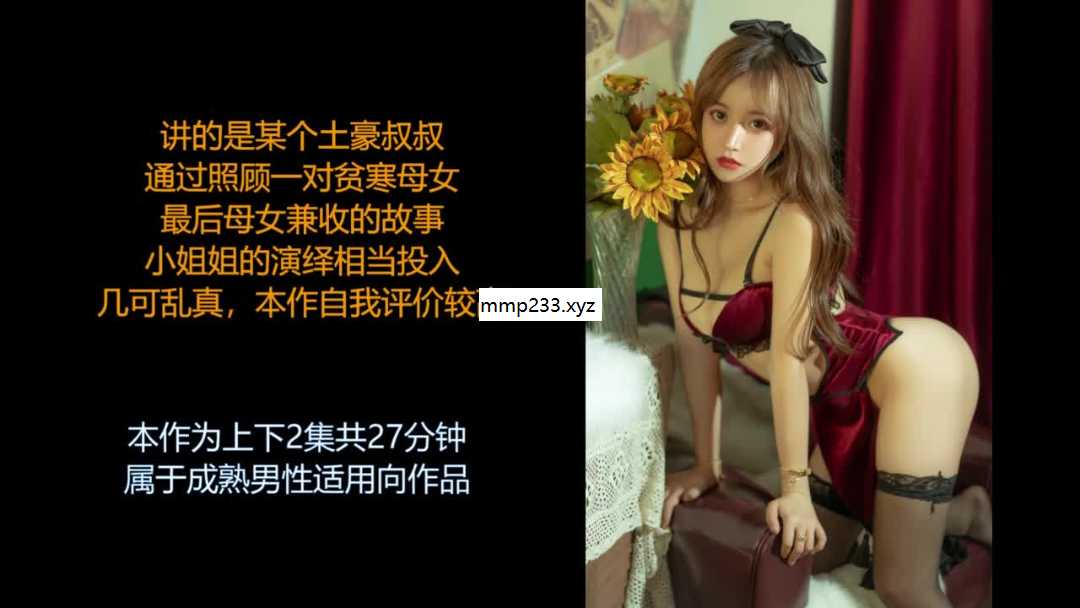 讲的是某个土豪叔叔
通过照顾一对贫寒母女
最后母女兼收的故事
小姐姐的演绎相当投入
几可乱真，本作自我评价较
mmp233.xyz
本作为上下2集共27分钟
属于成熟男性适用向作品